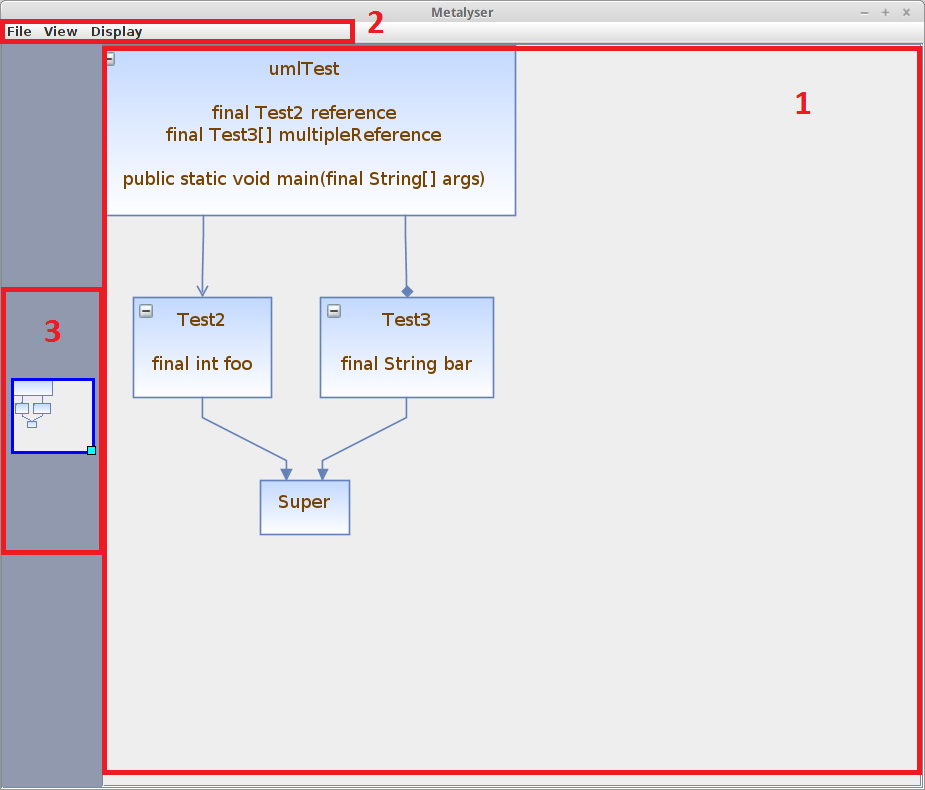 Metalyser
File View Display
2
1
umlTest
final Test2 reference
final Test3[] multipleReference
public static void main(final String[] args)
3
Test2
final int foo
Test3
final String bar
Super